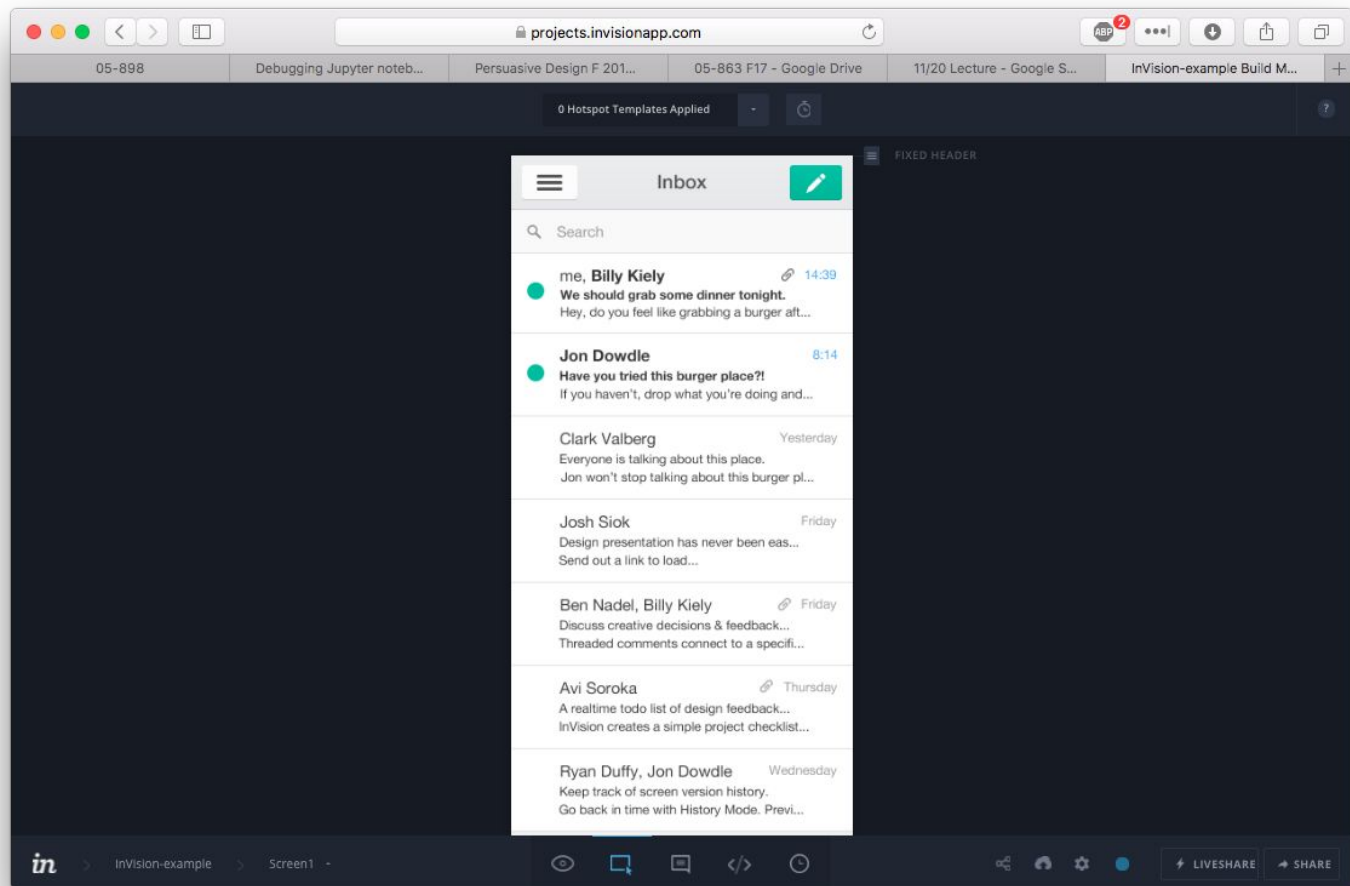 projects.invisionapp.com
ABP 2
05-898
Debugging Jupyter noteb...
Persuasive Design F 201...
05-863 F17 - Google Drive
11/20 Lecture - Google S...
InVision-example Build M...
0 Hotspot Templates Applied
FIXED HEADER
Inbox
Search
me, Billy Kiely 14:39
We should grab some dinner tonight.
Hey, do you feel like grabbing a burger aft...
Jon Dowdle 8:14
Have you tried this burger place?!
If you haven't, drop what you're doing and...
Clark Valberg Yesterday
Everyone is talking about this place.
Jon won't stop talking about this burger pl...
Josh Siok Friday
Design presentation has never been eas...
Send out a link to load...
Ben Nadel, Billy Kiely Friday
Discuss creative decisions & feedback...
Threaded comments connect to a specifi...
Avi Soroka Thursday
A realtime todo list of design feedback...
InVision creates a simple project checklist...
Ryan Duffy, Jon Dowdle Wednesday
Keep track of screen version history.
Go back in time with History Mode. Previ...
in
InVision-example
Screen1
LIVESHARE
SHARE